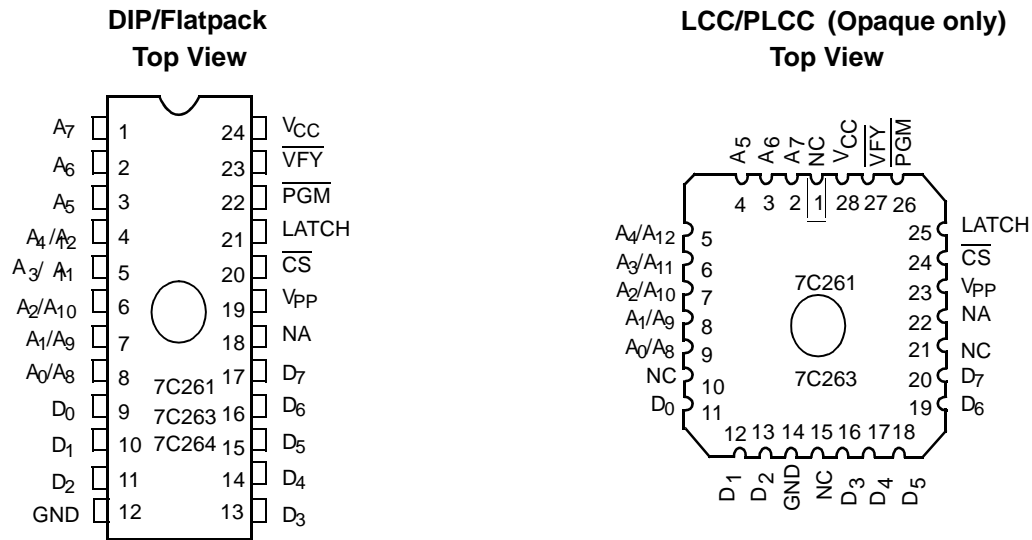 DIP/Flatpack
Top View
A7 1 24 VCC
A6 2 23 VFY
A5 3 22 PGM
A4/A12 4 21 LATCH
A3/A11 5 20 CS
A2/A10 6 19 VPP
A1/A9 7 18 NA
A0/A8 8 17 D7
D0 9 16 D6
D1 10 15 D5
D2 11 14 D4
GND 12 13 D3
7C261
7C263
7C264
LCC/PLCC (Opaque only)
Top View
A5 A6 A7 NC VCC VFY PGM
4 3 2 1 28 27 26
A4/A12 5 25 LATCH
A3/A11 6 24 CS
A2/A10 7 23 VPP
A1/A9 8 22 NA
A0/A8 9 21 NC
NC 10 20 D7
D0 11 19 D6
7C261
7C263
12 13 14 15 16 17 18
D1 D2 GND NC D3 D4 D5